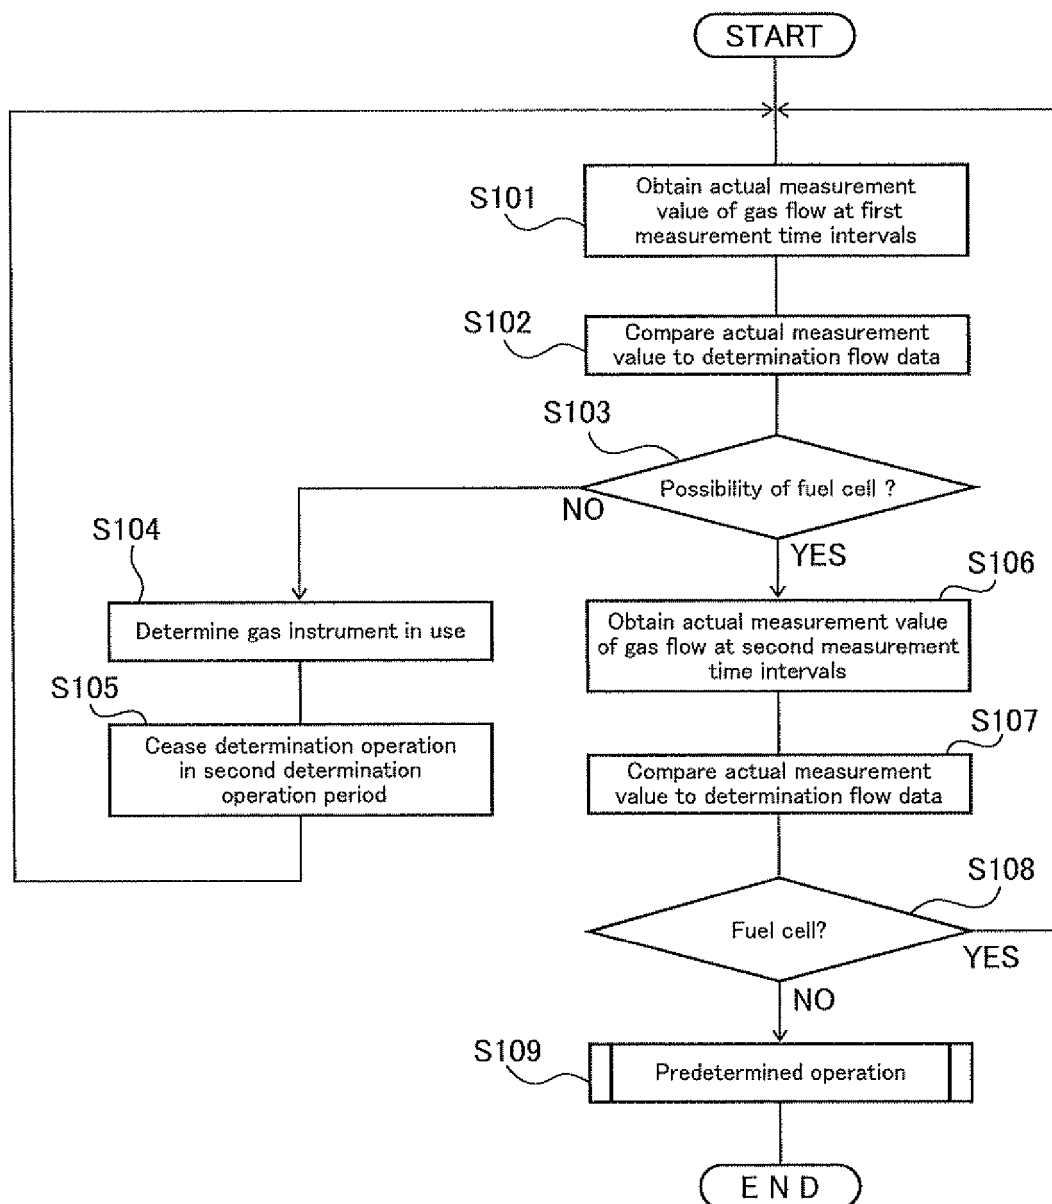 START
S101
Obtain actual measurement
value of gas flow at first
measurement time intervals
S102
Compare actual measurement
value to determination flow data
S103
Possibility of fuel cell ?
NO
YES
S104
Determine gas instrument in use
S105
Cease determination operation
in second determination
operation period
S106
Obtain actual measurement value
of gas flow at second measurement
time intervals
S107
Compare actual measurement
value to determination flow data
S108
Fuel cell?
YES
NO
S109
Predetermined operation
E N D